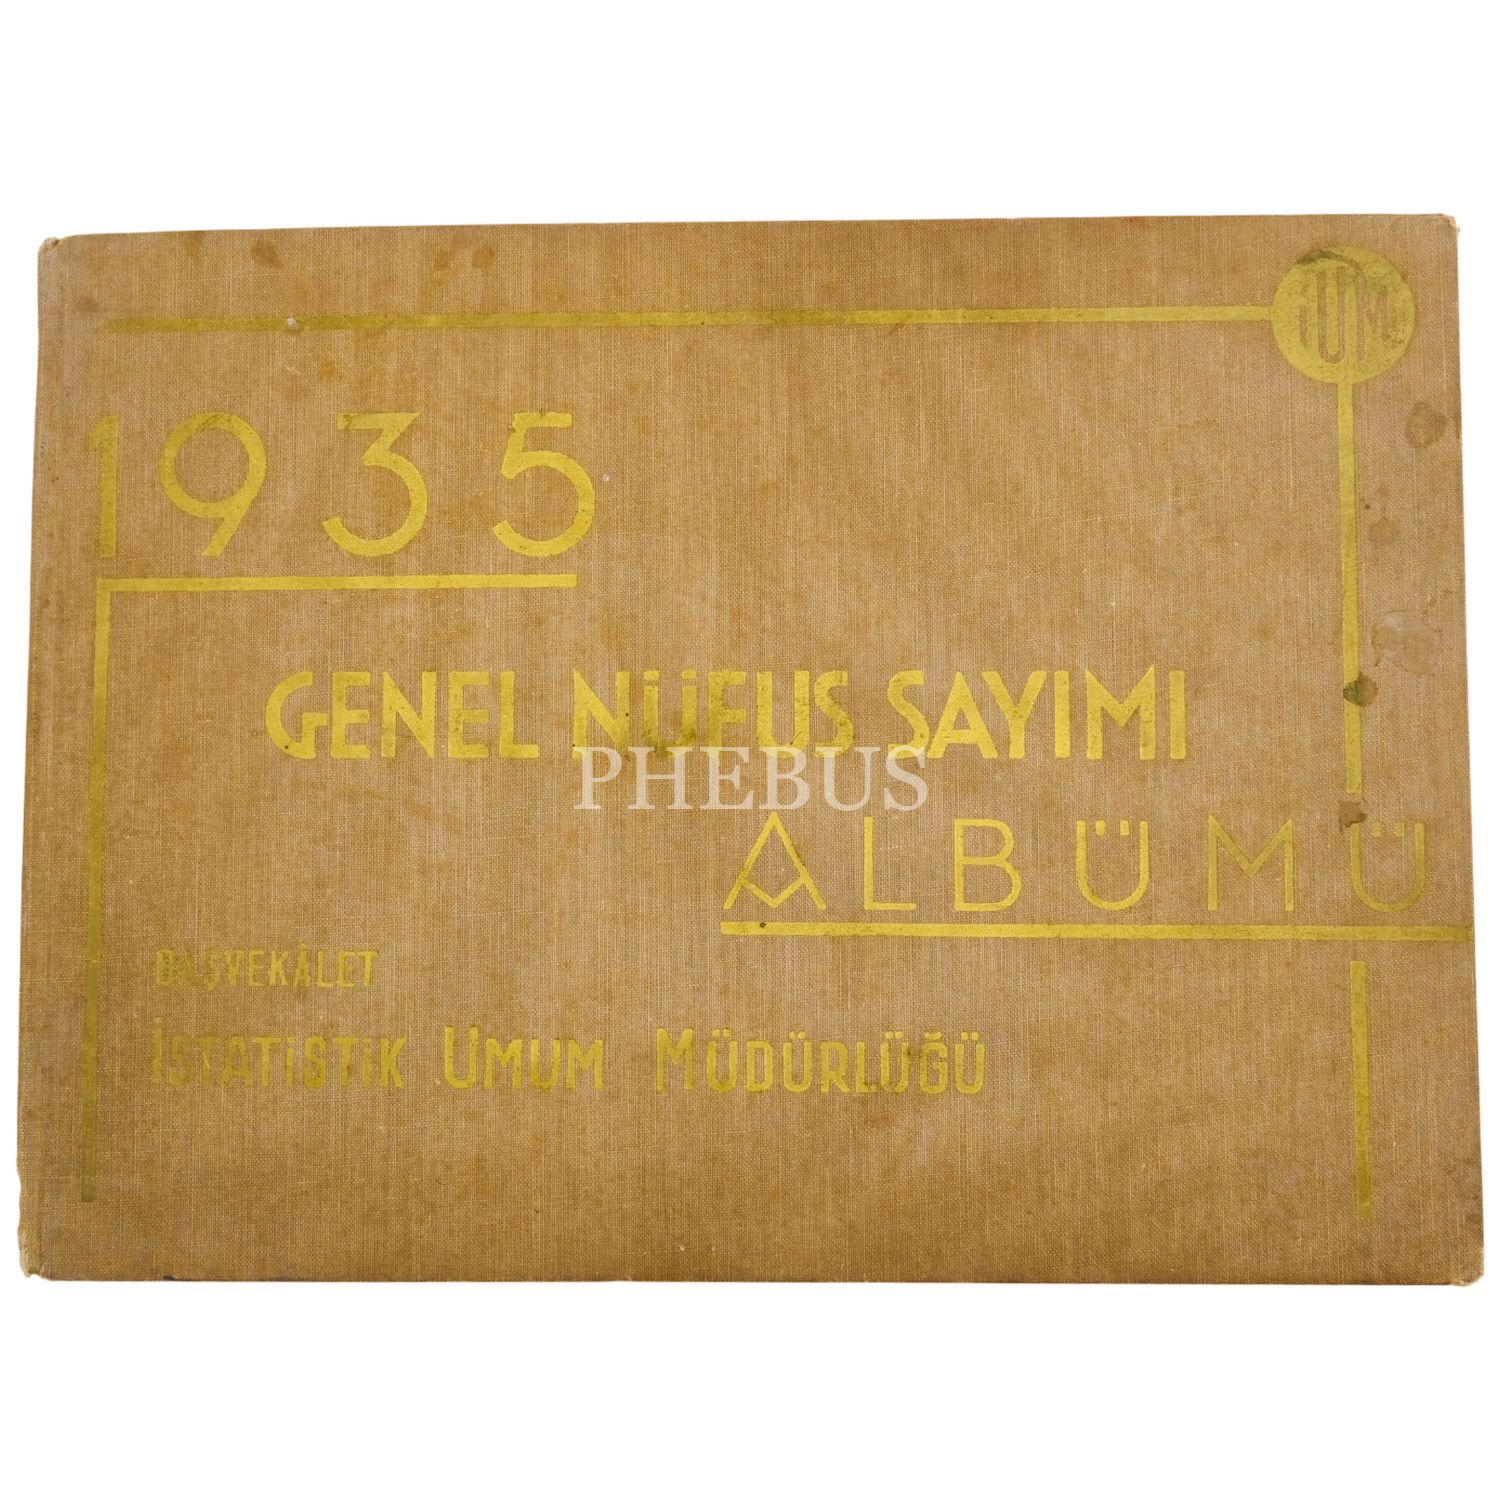 İUM
1935
GENEL NÜFUS SAYIMI
PHEBUS
ALBÜMÜ
BAŞVEKÂLET
İSTATİSTİK UMUM MÜDÜRLÜĞÜ